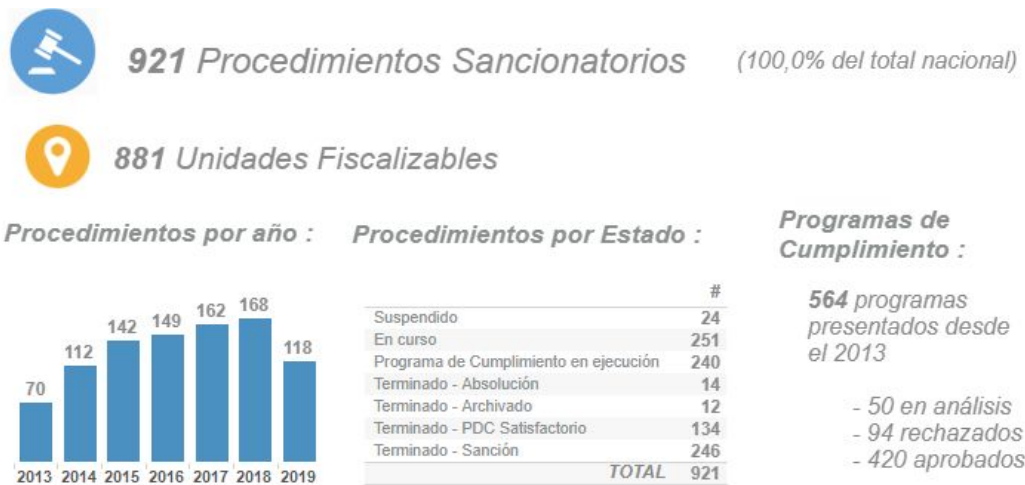 921 Procedimientos Sancionatorios (100,0% del total nacional)
881 Unidades Fiscalizables
Procedimientos por año :
70
112
142
149
162
168
118
2013 2014 2015 2016 2017 2018 2019
Procedimientos por Estado :
#
Suspendido 24
En curso 251
Programa de Cumplimiento en ejecución 240
Terminado - Absolución 14
Terminado - Archivado 12
Terminado - PDC Satisfactorio 134
Terminado - Sanción 246
TOTAL 921
Programas de
Cumplimiento :
564 programas
presentados desde
el 2013
- 50 en análisis
- 94 rechazados
- 420 aprobados